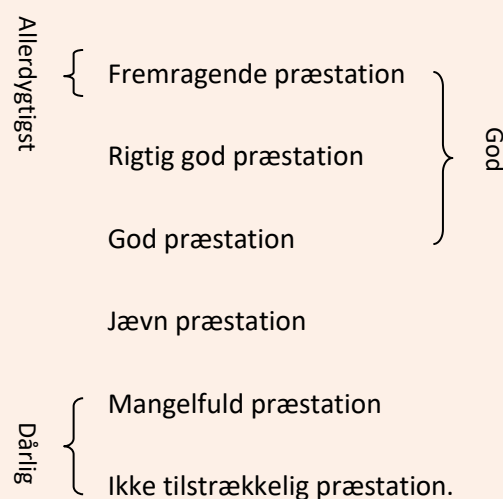 Allerdygtigst
Fremragende præstation
Rigtig god præstation
God præstation
God
Jævn præstation
Mangelfuld præstation
Dårlig
Ikke tilstrækkelig præstation.